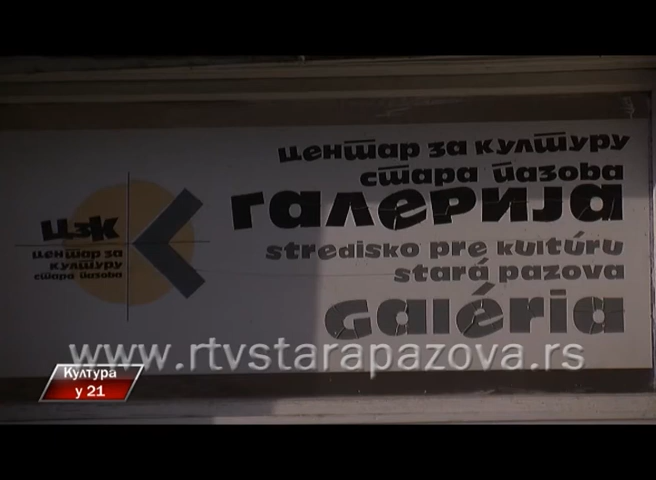 центар за културу
стара пазова
галерија
stredisko pre kultúru
stará pazova
Galéria
цзк
центар за
културу
стара пазова
www.rtvstarapazova.rs
Култура
у 21